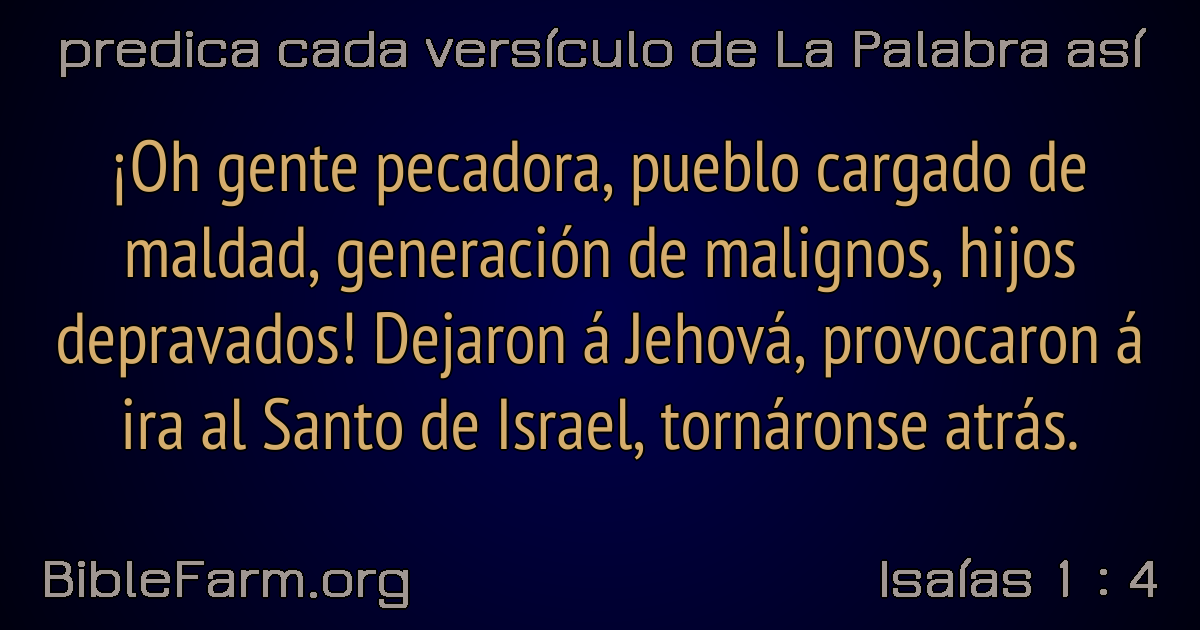 predica cada versículo de La Palabra así
¡Oh gente pecadora, pueblo cargado de
maldad, generación de malignos, hijos
depravados! Dejaron á Jehová, provocaron á
ira al Santo de Israel, tornáronse atrás.
BibleFarm.org
Isaías 1 : 4